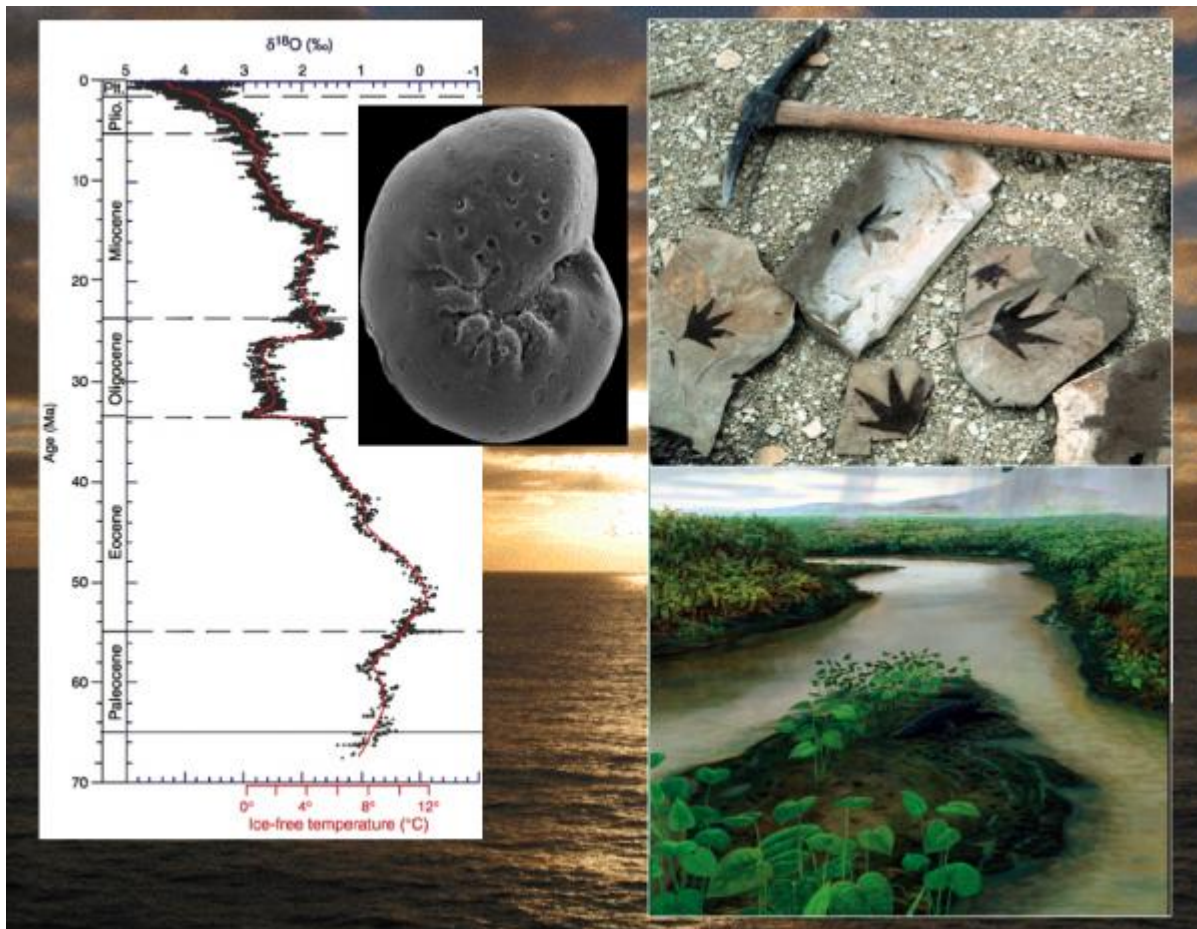 δ¹⁸O (‰)
5 4 3 2 1 0 -1
0
Plt.
Plio.
10
Miocene
20
Oligocene
30
Age (Ma)
40
Eocene
50
Paleocene
60
70
0° 4° 8° 12°
Ice-free temperature (°C)